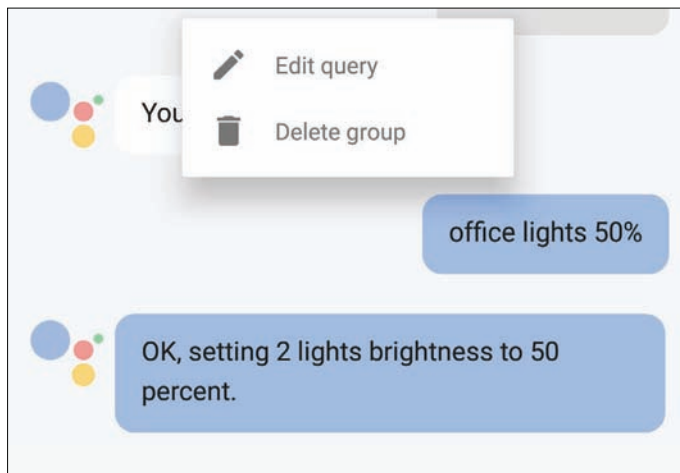 Edit query
You
Delete group
office lights 50%
OK, setting 2 lights brightness to 50
percent.